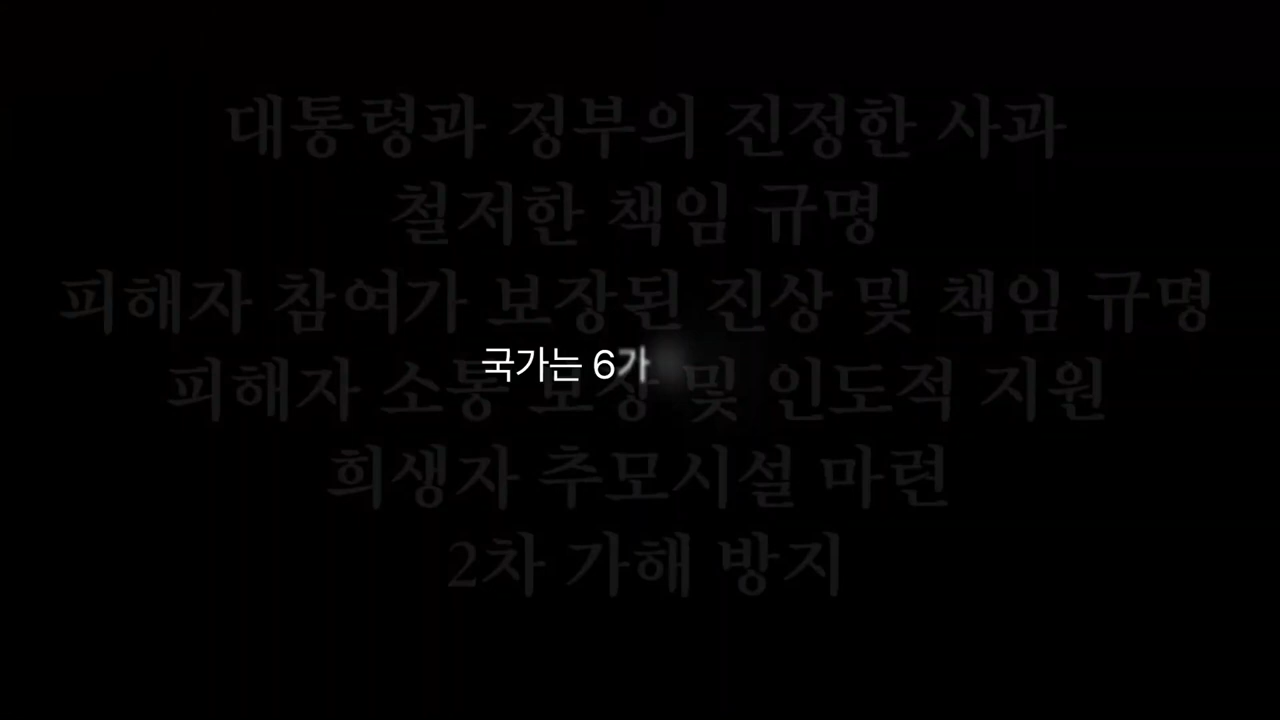 대통령과 정부의 진정한 사과
철저한 책임 규명
피해자 참여가 보장된 진상 및 책임 규명
국가는 6가
피해자 소통 보장 및 인도적 지원
희생자 추모시설 마련
2차 가해 방지